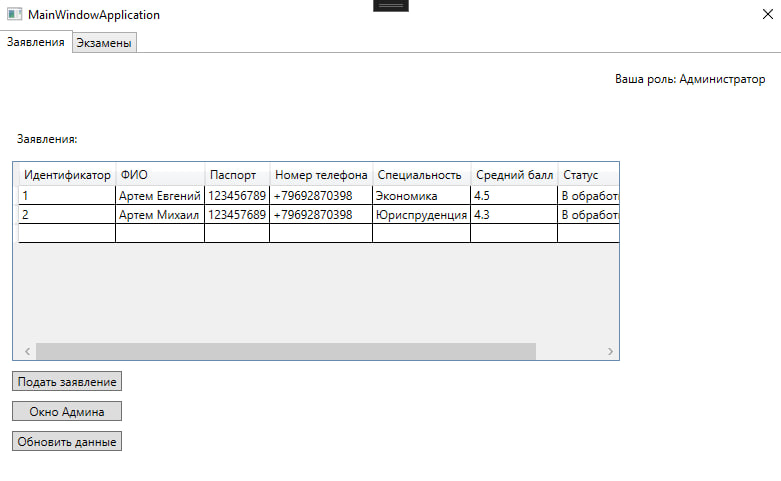 MainWindowApplication
Заявления Экзамены
Ваша роль: Администратор
Заявления:
Идентификатор ФИО Паспорт Номер телефона Специальность Средний балл Статус
1 Артем Евгений 123456789 +79692870398 Экономика 4.5 В обработ
2 Артем Михаил 123457689 +79692870398 Юриспруденция 4.3 В обработ
Подать заявление
Окно Админа
Обновить данные